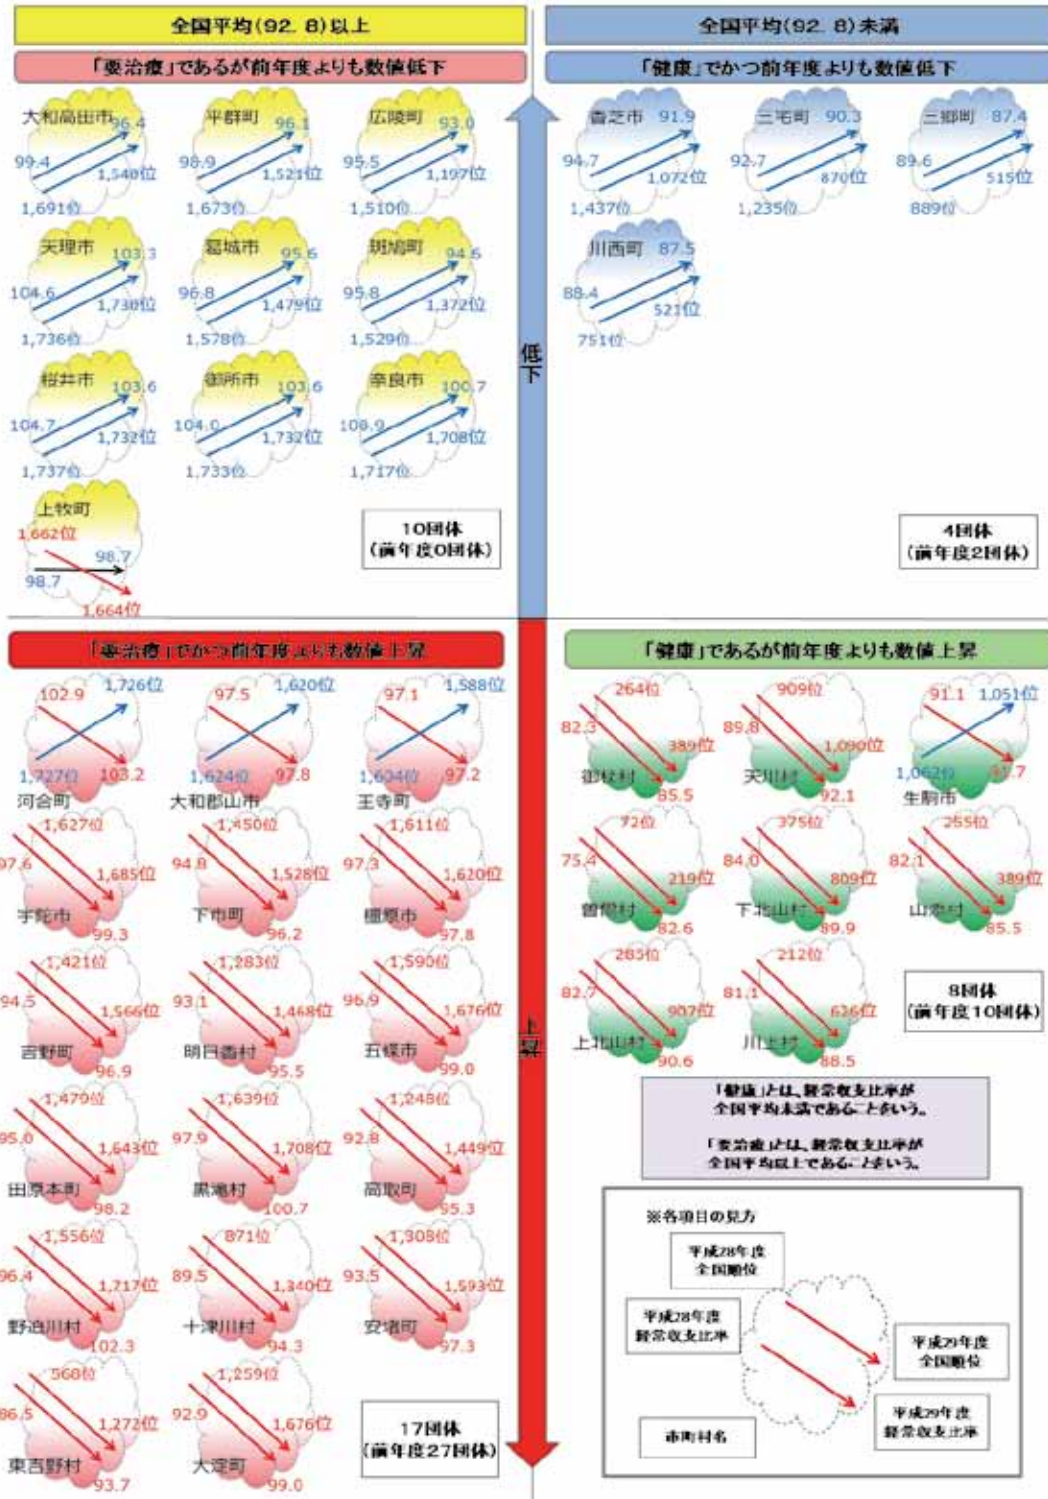 全国平均(92.8)以上
全国平均(92.8)未満
「要治療」であるが前年度よりも数値低下
「健康」でかつ前年度よりも数値低下
大和高田市
96.4
99.4
1,540位
1,691位
平群町
96.1
98.9
1,521位
1,673位
広陵町
93.0
95.5
1,197位
1,510位
天理市
103.3
104.6
1,730位
1,736位
葛城市
95.6
96.8
1,479位
1,578位
斑鳩町
94.6
95.8
1,372位
1,529位
桜井市
103.6
104.7
1,732位
1,737位
御所市
103.6
104.0
1,732位
1,733位
奈良市
100.7
1,708位
1,717位
上牧町
1,662位
98.7
98.7
1,664位
10団体
(前年度0団体)
香芝市
91.9
94.7
1,072位
1,437位
三宅町
90.3
92.7
870位
1,235位
三郷町
87.4
89.6
515位
889位
川西町
87.5
88.4
521位
751位
4団体
(前年度2団体)
低下
上昇
「要治療」でかつ前年度よりも数値上昇
「健康」であるが前年度よりも数値上昇
102.9
1,726位
1,727位
103.2
河合町
97.5
1,620位
1,624位
97.8
大和郡山市
97.1
1,588位
1,604位
97.2
王寺町
1,627位
97.6
1,685位
宇陀市
99.3
1,450位
94.8
1,528位
下市町
96.2
1,611位
97.3
1,620位
橿原市
97.8
1,421位
94.5
1,566位
吉野町
96.9
1,283位
93.1
1,468位
明日香村
95.5
1,590位
96.9
1,676位
五條市
99.0
1,479位
95.0
1,643位
田原本町
98.2
1,639位
97.9
1,708位
黒滝村
100.7
1,248位
92.8
1,449位
高取町
95.3
1,556位
96.4
1,717位
野迫川村
102.3
871位
89.5
1,340位
十津川村
94.3
1,308位
93.5
1,593位
安堵町
97.3
568位
86.5
1,272位
東吉野村
93.7
1,259位
92.9
1,676位
大淀町
99.0
17団体
(前年度27団体)
264位
82.3
389位
御杖村
85.5
909位
89.8
1,090位
天川村
92.1
91.1
1,051位
1,062位
91.7
生駒市
72位
75.4
219位
曽爾村
82.6
375位
84.0
809位
下北山村
89.9
255位
82.1
389位
山添村
85.5
285位
82.7
907位
上北山村
90.6
212位
81.1
626位
川上村
88.5
8団体
(前年度10団体)
「健康」とは、経常収支比率が
全国平均未満であることをいう。
「要治療」とは、経常収支比率が
全国平均以上であることをいう。
※各項目の見方
平成28年度
全国順位
平成28年度
経常収支比率
平成29年度
全国順位
平成29年度
経常収支比率
市町村名